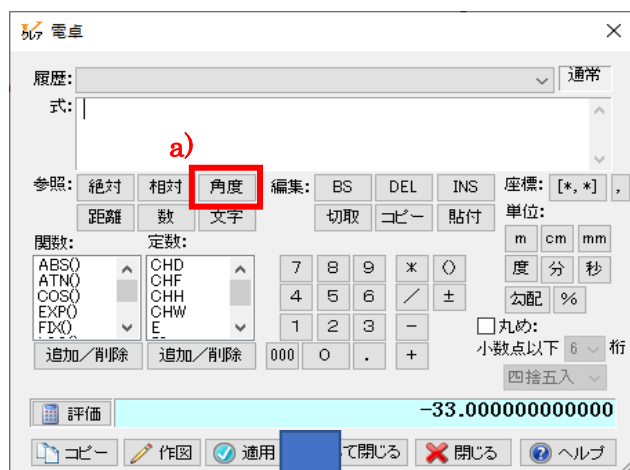 電卓
履歴: 通常
式:
a)
参照: 絶対 相対 角度 編集: BS DEL INS 座標: [*,*] ,
距離 数 文字 切取 コピー 貼付 単位:
m cm mm
関数: 定数:
ABS() CHD 7 8 9 * () 度 分 秒
ATN() CHF
COS() CHH 4 5 6 / ± 勾配 %
EXP() CHW
FIX() E 1 2 3 - 丸め:
追加/削除 追加/削除 000 0 . + 小数点以下 6 桁
四捨五入
評価 -33.000000000000
コピー 作図 適用 て閉じる 閉じる ヘルプ